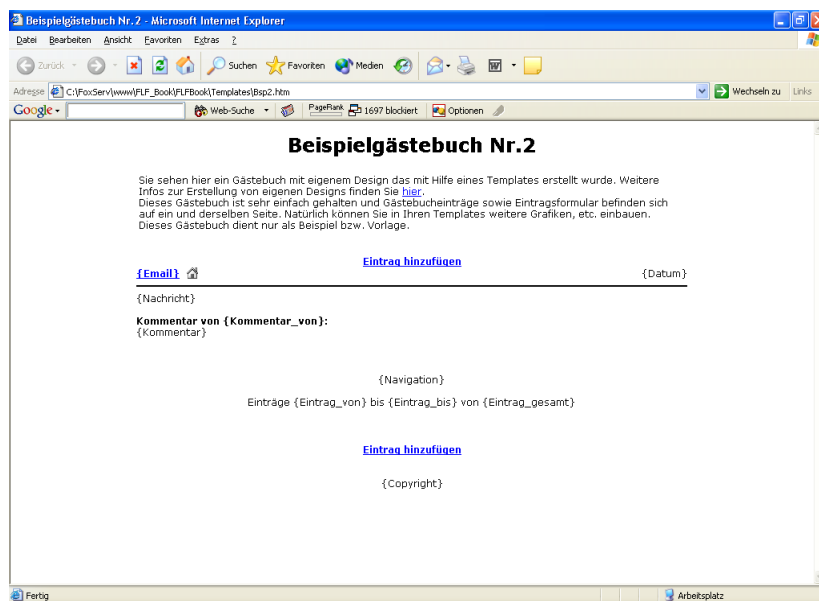 Beispielgästebuch Nr.2 - Microsoft Internet Explorer
Datei Bearbeiten Ansicht Favoriten Extras ?
Zurück Suchen Favoriten Medien
Adresse C:\FoxServ\www\FLF_Book\FLFBook\Templates\Bsp2.htm Wechseln zu Links
Google Web-Suche PageRank 1697 blockiert Optionen
Beispielgästebuch Nr.2
Sie sehen hier ein Gästebuch mit eigenem Design das mit Hilfe eines Templates erstellt wurde. Weitere
Infos zur Erstellung von eigenen Designs finden Sie hier.
Dieses Gästebuch ist sehr einfach gehalten und Gästebucheinträge sowie Eintragsformular befinden sich
auf ein und derselben Seite. Natürlich können Sie in Ihren Templates weitere Grafiken, etc. einbauen.
Dieses Gästebuch dient nur als Beispiel bzw. Vorlage.
Eintrag hinzufügen
{Email} {Datum}
{Nachricht}
Kommentar von {Kommentar_von}:
{Kommentar}
{Navigation}
Einträge {Eintrag_von} bis {Eintrag_bis} von {Eintrag_gesamt}
Eintrag hinzufügen
{Copyright}
Fertig Arbeitsplatz